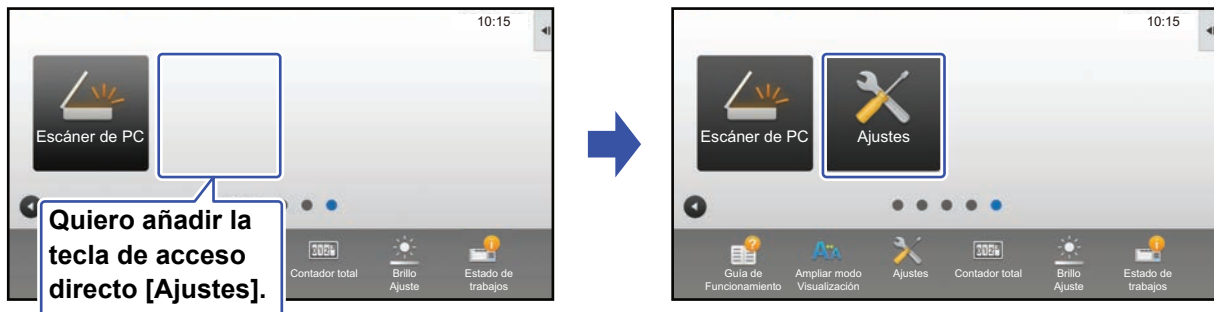 10:15
Escáner de PC
Quiero añadir la
tecla de acceso
directo [Ajustes].
Contador total
Brillo
Ajuste
Estado de
trabajos
10:15
Escáner de PC
Ajustes
Guía de
Funcionamiento
Ampliar modo
Visualización
Ajustes
Contador total
Brillo
Ajuste
Estado de
trabajos